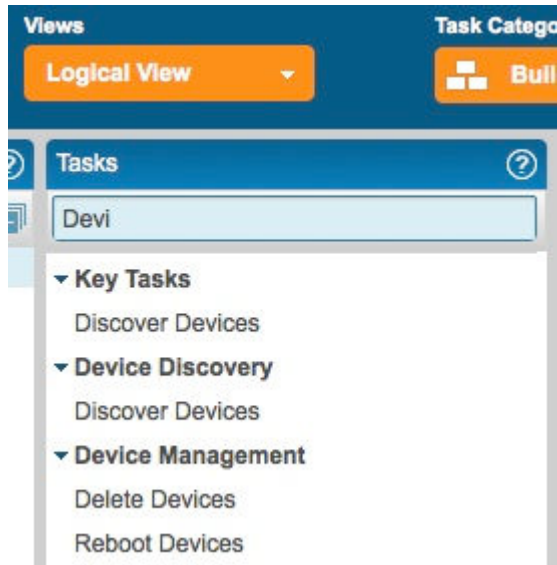 Views
Task Catego
Logical View
Buil
Tasks
Devi
Key Tasks
Discover Devices
Device Discovery
Discover Devices
Device Management
Delete Devices
Reboot Devices